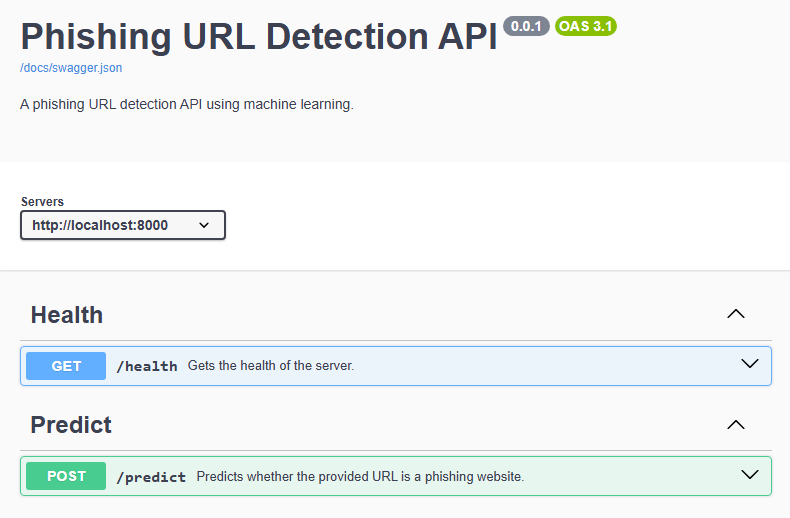 Phishing URL Detection API 0.0.1 OAS 3.1
/docs/swagger.json
A phishing URL detection API using machine learning.
Servers
http://localhost:8000
Health
GET /health Gets the health of the server.
Predict
POST /predict Predicts whether the provided URL is a phishing website.